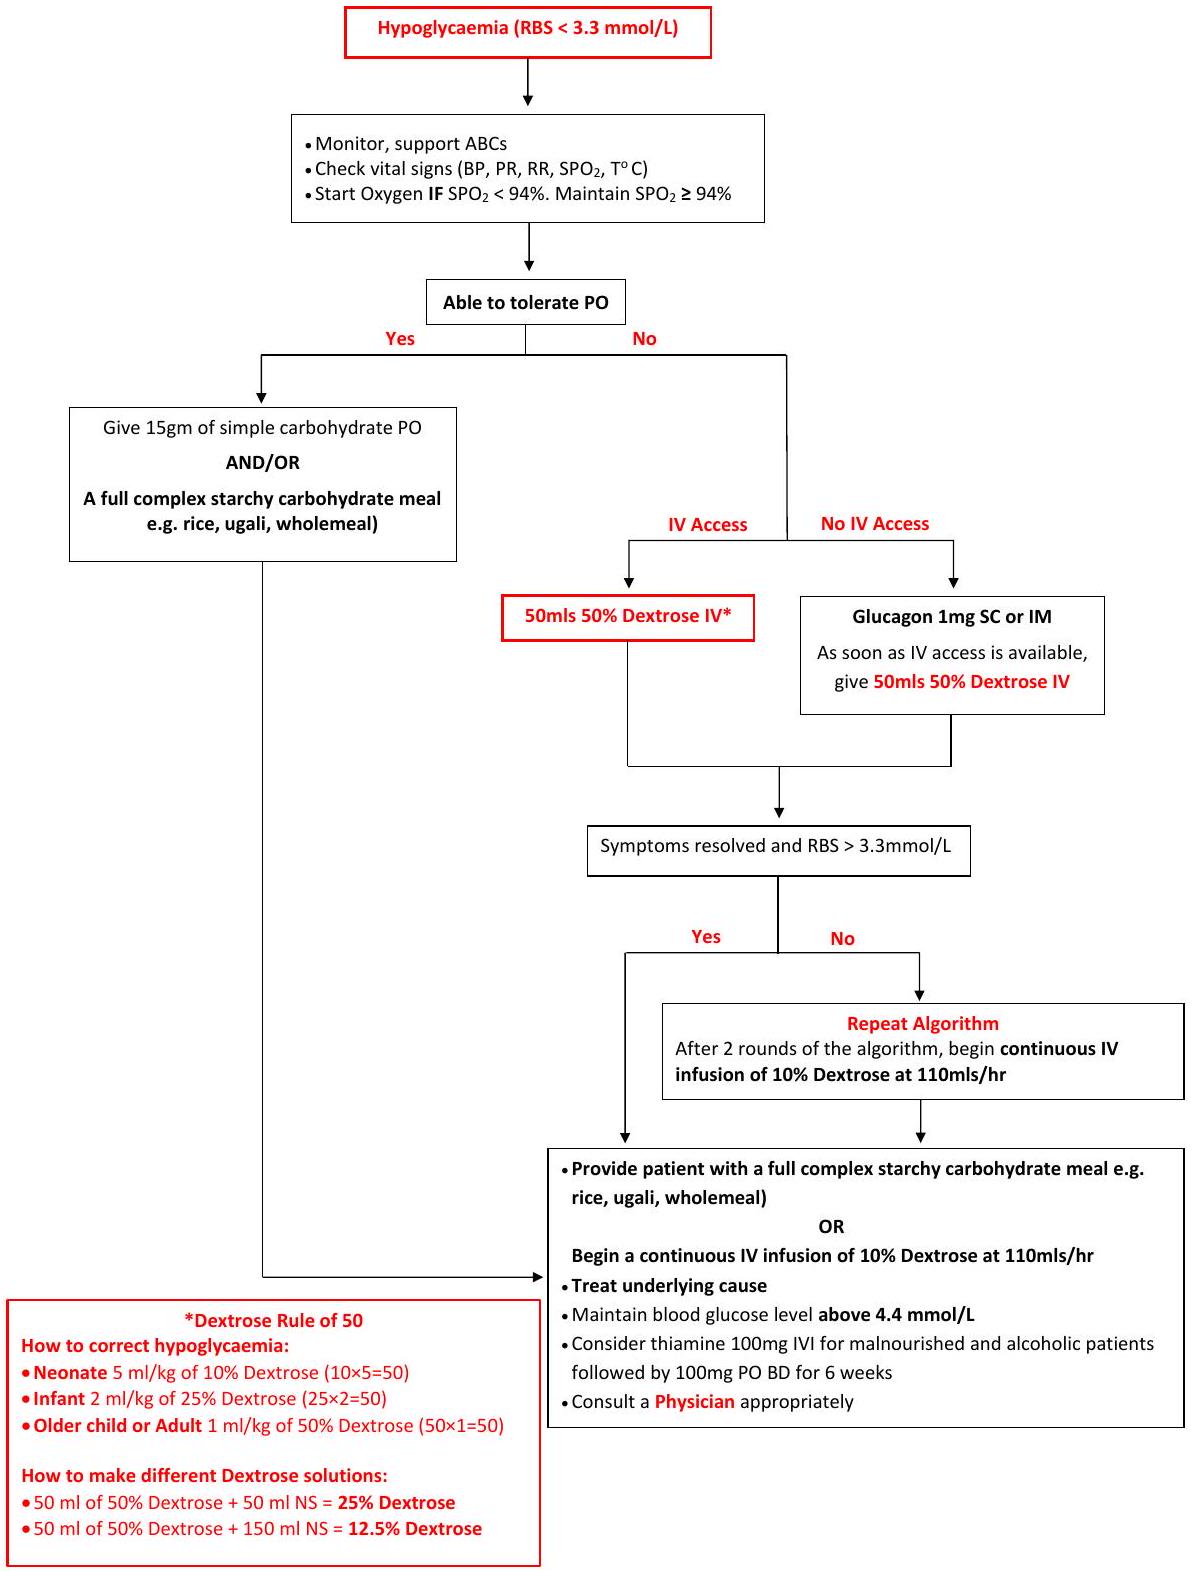 Hypoglycaemia (RBS < 3.3 mmol/L)
• Monitor, support ABCs
• Check vital signs (BP, PR, RR, SPO₂, Tº C)
• Start Oxygen IF SPO₂ < 94%. Maintain SPO₂ ≥ 94%
Able to tolerate PO
Yes
No
Give 15gm of simple carbohydrate PO
AND/OR
A full complex starchy carbohydrate meal
e.g. rice, ugali, wholemeal)
IV Access
No IV Access
50mls 50% Dextrose IV*
Glucagon 1mg SC or IM
As soon as IV access is available,
give 50mls 50% Dextrose IV
Symptoms resolved and RBS > 3.3mmol/L
Yes
No
Repeat Algorithm
After 2 rounds of the algorithm, begin continuous IV
infusion of 10% Dextrose at 110mls/hr
• Provide patient with a full complex starchy carbohydrate meal e.g.
rice, ugali, wholemeal)
OR
Begin a continuous IV infusion of 10% Dextrose at 110mls/hr
• Treat underlying cause
• Maintain blood glucose level above 4.4 mmol/L
• Consider thiamine 100mg IVI for malnourished and alcoholic patients
followed by 100mg PO BD for 6 weeks
• Consult a Physician appropriately
*Dextrose Rule of 50
How to correct hypoglycaemia:
• Neonate 5 ml/kg of 10% Dextrose (10×5=50)
• Infant 2 ml/kg of 25% Dextrose (25×2=50)
• Older child or Adult 1 ml/kg of 50% Dextrose (50×1=50)
How to make different Dextrose solutions:
• 50 ml of 50% Dextrose + 50 ml NS = 25% Dextrose
• 50 ml of 50% Dextrose + 150 ml NS = 12.5% Dextrose